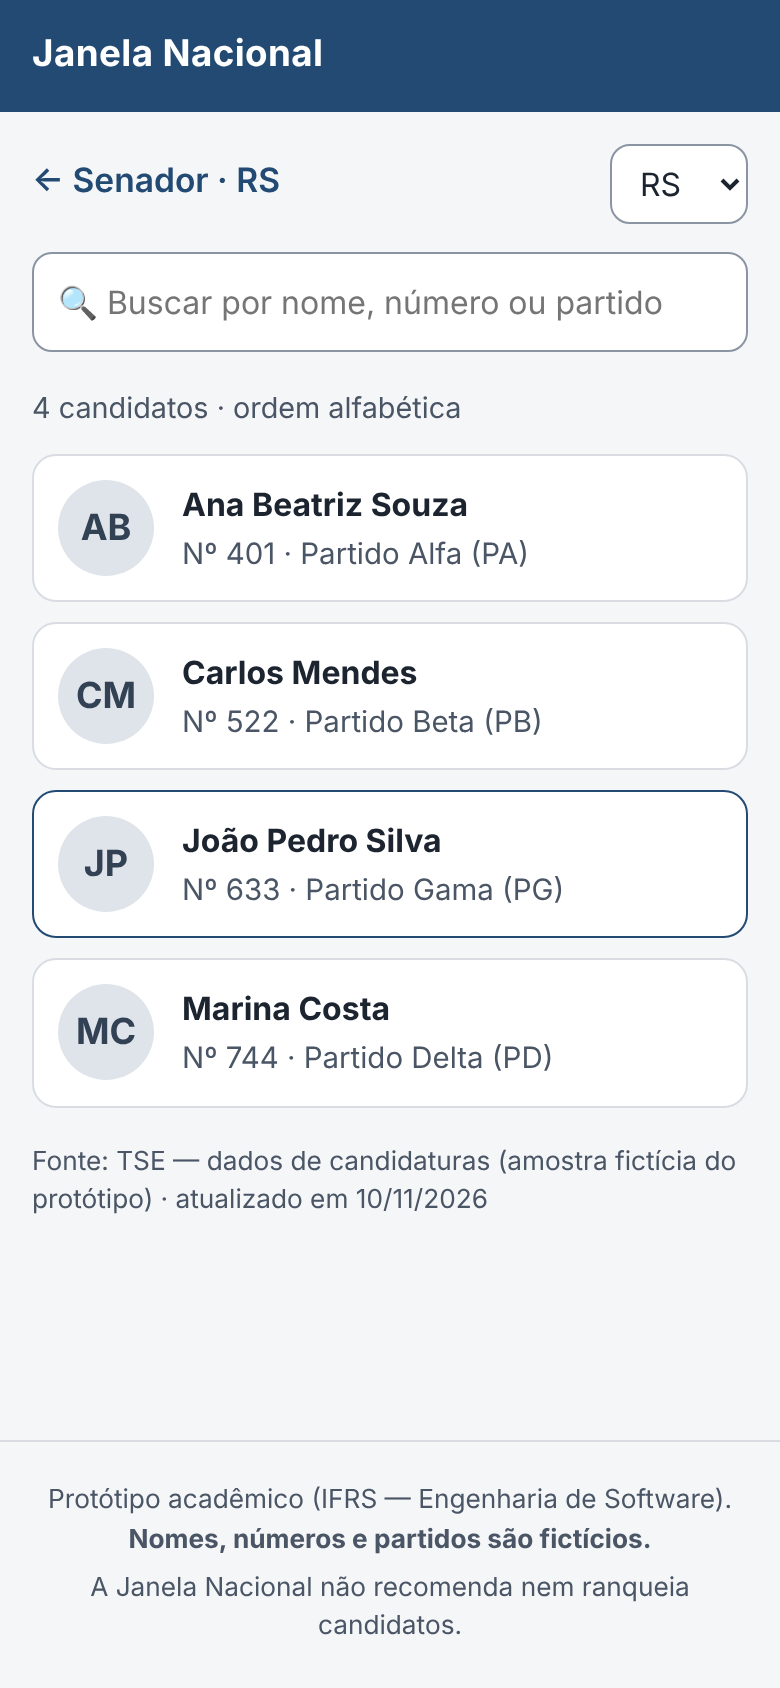 Janela Nacional
← Senador · RS
RS
🔍 Buscar por nome, número ou partido
4 candidatos · ordem alfabética
AB
Ana Beatriz Souza
Nº 401 · Partido Alfa (PA)
CM
Carlos Mendes
Nº 522 · Partido Beta (PB)
JP
João Pedro Silva
Nº 633 · Partido Gama (PG)
MC
Marina Costa
Nº 744 · Partido Delta (PD)
Fonte: TSE — dados de candidaturas (amostra fictícia do
protótipo) · atualizado em 10/11/2026
Protótipo acadêmico (IFRS — Engenharia de Software).
Nomes, números e partidos são fictícios.
A Janela Nacional não recomenda nem ranqueia
candidatos.